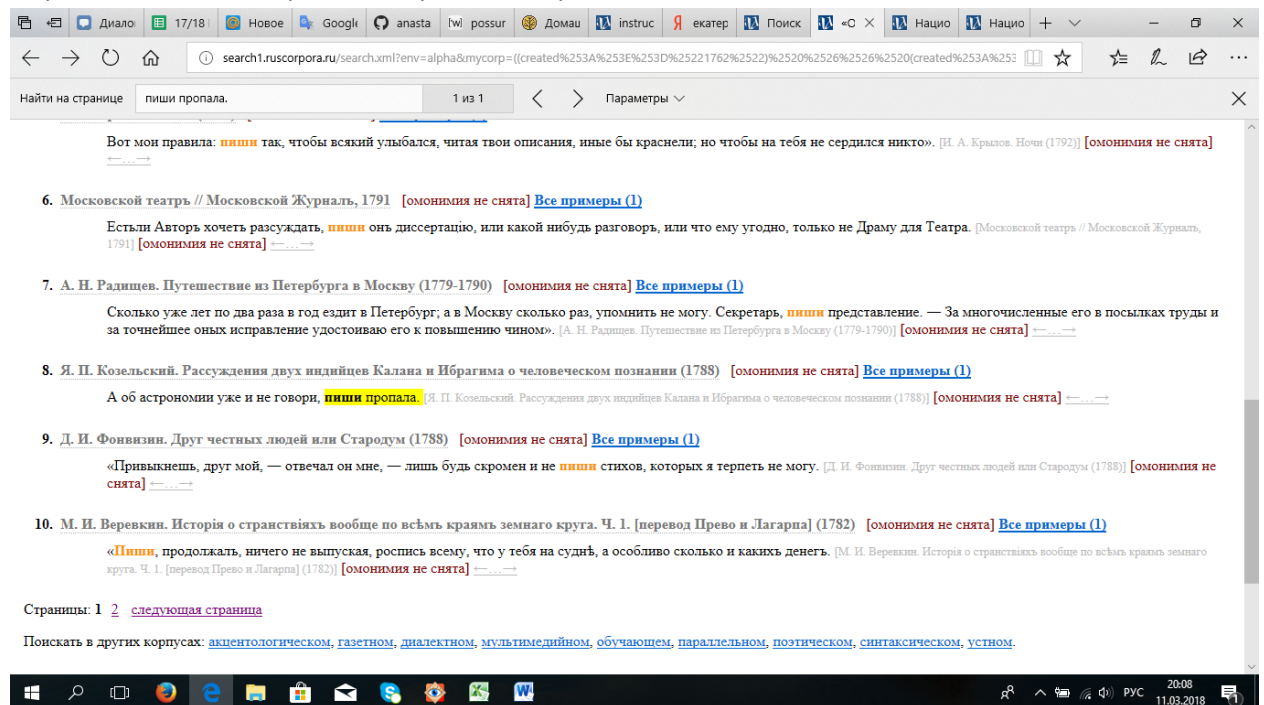 Диало 17/18 Новое Google anasta possur Домаш instruc екатер Поиск «С Нацио Нацио
search1.ruscorpora.ru/search.xml?env=alpha&mycorp=((created%253A%253E%253D%25221762%2522)%2520%2526%2526%2520(created%253A%253
Найти на странице пиши пропала. 1 из 1 Параметры
Вот мои правила: пиши так, чтобы всякий улыбался, читая твои описания, иные бы краснели; но чтобы на тебя не сердился никто». [И. А. Крылов. Ночи (1792)] [омонимия не снята]
←…→
6. Московской театръ // Московской Журналъ, 1791 [омонимия не снята] Все примеры (1)
Естьли Авторъ хочеть разсуждать, пиши онъ диссертацію, или какой нибудь разговоръ, или что ему угодно, только не Драму для Театра. [Московской театръ // Московской Журналъ,
1791] [омонимия не снята] ←…→
7. А. Н. Радищев. Путешествие из Петербурга в Москву (1779-1790) [омонимия не снята] Все примеры (1)
Сколько уже лет по два раза в год ездит в Петербург; а в Москву сколько раз, упомнить не могу. Секретарь, пиши представление. — За многочисленные его в посылках труды и
за точнейшее оных исправление удостоиваю его к повышению чином». [А. Н. Радищев. Путешествие из Петербурга в Москву (1779-1790)] [омонимия не снята] ←…→
8. Я. П. Козельский. Рассуждения двух индийцев Калана и Ибрагима о человеческом познании (1788) [омонимия не снята] Все примеры (1)
А об астрономии уже и не говори, пиши пропала. [Я. П. Козельский. Рассуждения двух индийцев Калана и Ибрагима о человеческом познании (1788)] [омонимия не снята] ←…→
9. Д. И. Фонвизин. Друг честных людей или Стародум (1788) [омонимия не снята] Все примеры (1)
«Привыкнешь, друг мой, — отвечал он мне, — лишь будь скромен и не пиши стихов, которых я терпеть не могу. [Д. И. Фонвизин. Друг честных людей или Стародум (1788)] [омонимия не
снята] ←…→
10. М. И. Веревкин. Исторія о странствіяхъ вообще по всѣмъ краямъ земнаго круга. Ч. 1. [перевод Прево и Лагарпа] (1782) [омонимия не снята] Все примеры (1)
«Пиши, продолжалъ, ничего не выпуская, роспись всему, что у тебя на суднѣ, а особливо сколько и какихъ денегъ. [М. И. Веревкин. Исторія о странствіяхъ вообще по всѣмъ краямъ земнаго
круга. Ч. 1. [перевод Прево и Лагарпа] (1782)] [омонимия не снята] ←…→
Страницы: 1 2 следующая страница
Поискать в других корпусах: акцентологическом, газетном, диалектном, мультимедийном, обучающем, параллельном, поэтическом, синтаксическом, устном.
РУС 20:08
11.03.2018